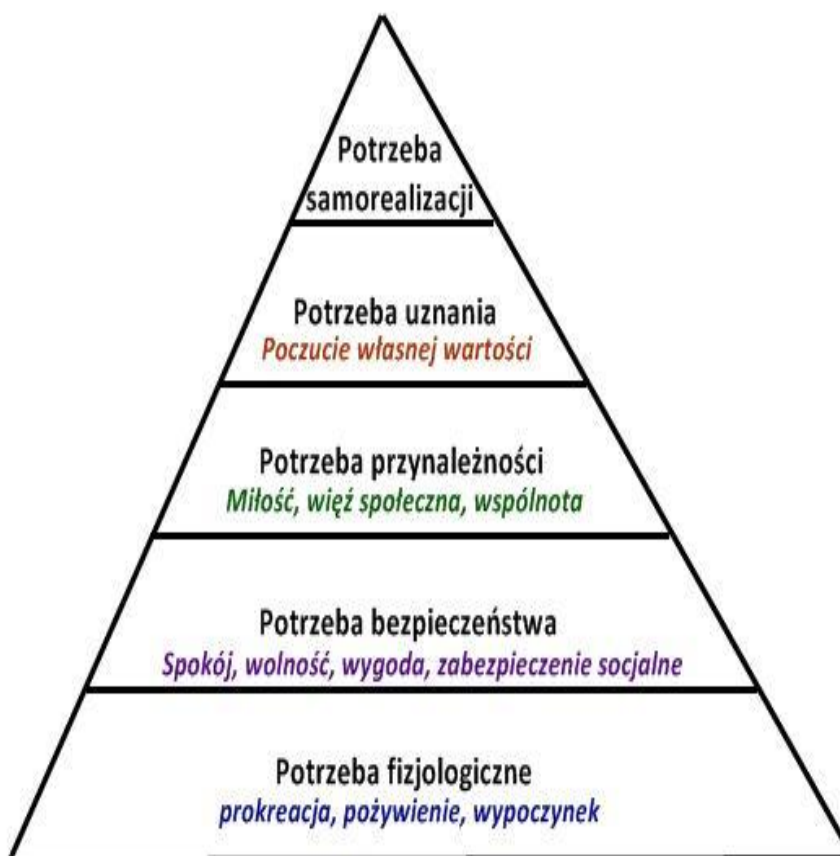 Potrzeba
samorealizacji
Potrzeba uznania
Poczucie własnej wartości
Potrzeba przynależności
Miłość, więź społeczna, wspólnota
Potrzeba bezpieczeństwa
Spokój, wolność, wygoda, zabezpieczenie socjalne
Potrzeba fizjologiczne
prokreacja, pożywienie, wypoczynek